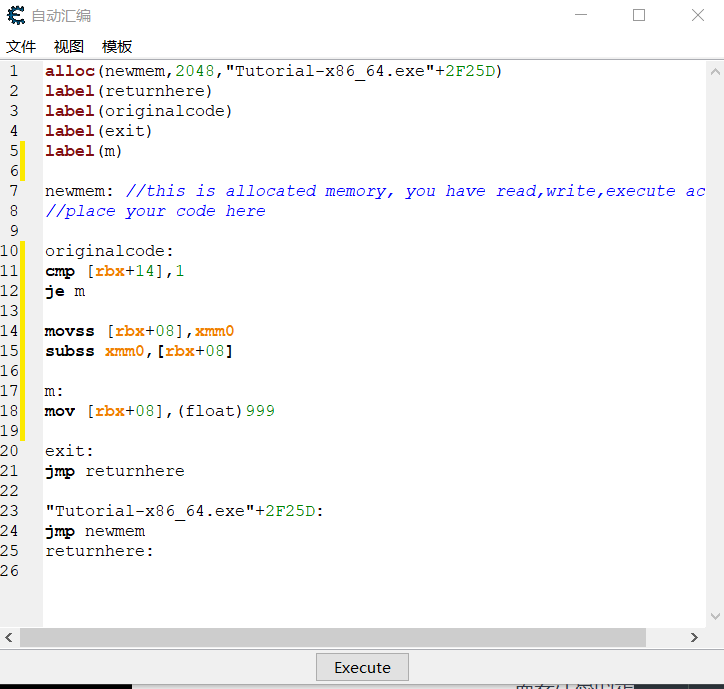 自动汇编
文件 视图 模板
1 alloc(newmem,2048,"Tutorial-x86_64.exe"+2F25D)
2 label(returnhere)
3 label(originalcode)
4 label(exit)
5 label(m)
6
7 newmem: //this is allocated memory, you have read,write,execute ac
8 //place your code here
9
10 originalcode:
11 cmp [rbx+14],1
12 je m
13
14 movss [rbx+08],xmm0
15 subss xmm0,[rbx+08]
16
17 m:
18 mov [rbx+08],(float)999
19
20 exit:
21 jmp returnhere
22
23 "Tutorial-x86_64.exe"+2F25D:
24 jmp newmem
25 returnhere:
26
Execute